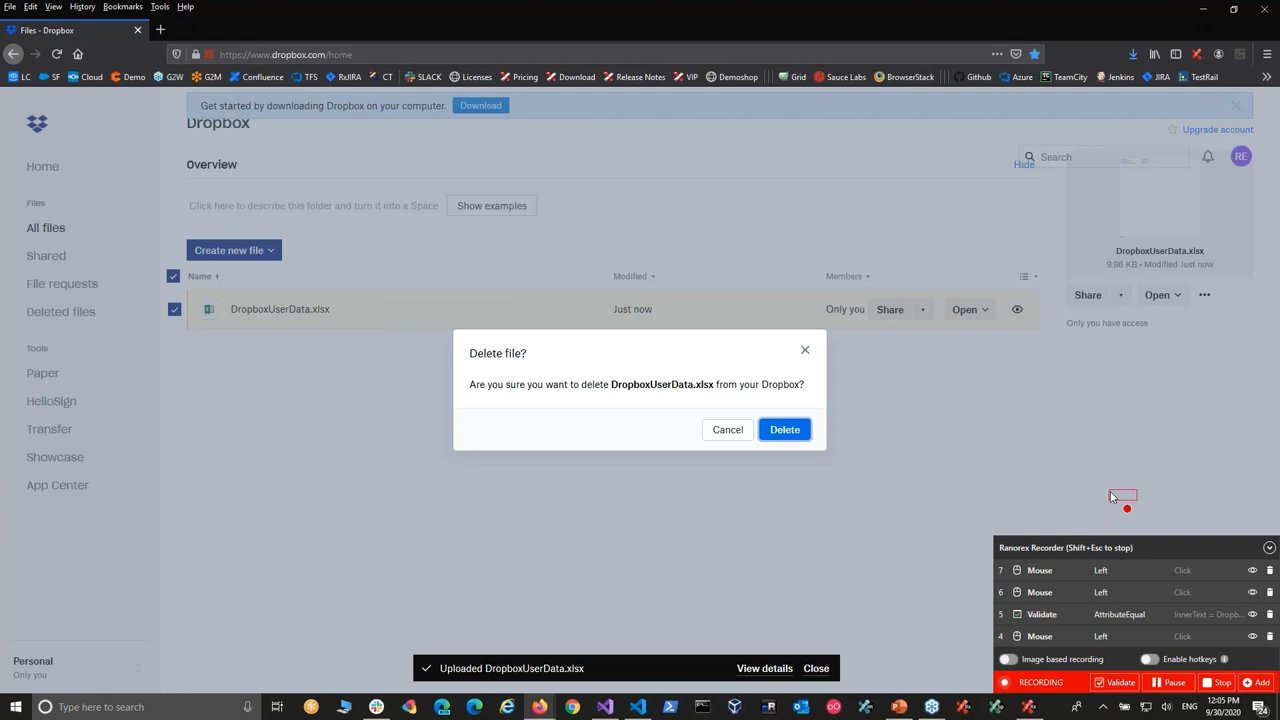 File Edit View History Bookmarks Tools Help
Files - Dropbox
https://www.dropbox.com/home
LC SF Cloud Demo G2W G2M Confluence TFS RxJIRA CT SLACK Licenses Pricing Download Release Notes VIP Demoshop Grid Sauce Labs BrowserStack Github Azure TeamCity Jenkins JIRA TestRail
Get started by downloading Dropbox on your computer. Download
Dropbox
Upgrade account
Search
RE
Overview
Hide
Click here to describe this folder and turn it into a Space Show examples
Create new file
Name ↑ Modified Members
DropboxUserData.xlsx Just now Only you Share Open
DropboxUserData.xlsx
9.96 KB • Modified Just now
Share Open •••
Only you have access
Home
Files
All files
Shared
File requests
Deleted files
Tools
Paper
HelloSign
Transfer
Showcase
App Center
Personal
Only you
Delete file?
Are you sure you want to delete DropboxUserData.xlsx from your Dropbox?
Cancel Delete
Uploaded DropboxUserData.xlsx View details Close
Ranorex Recorder (Shift+Esc to stop)
7 Mouse Left Click
6 Mouse Left Click
5 Validate AttributeEqual InnerText = Dropb...
4 Mouse Left Click
Image based recording Enable hotkeys
RECORDING Validate Pause Stop Add
Type here to search
ENG
12:05 PM
9/30/2020
24